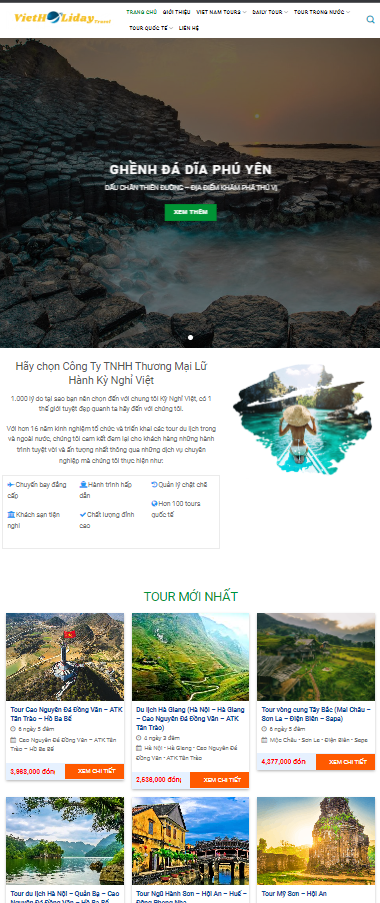 VietHoliday Travel
TRANG CHỦ GIỚI THIỆU VIET NAM TOURS DAILY TOUR TOUR TRONG NƯỚC
TOUR QUỐC TẾ LIÊN HỆ
GHỀNH ĐÁ DĨA PHÚ YÊN
DẤU CHÂN THIÊN ĐƯỜNG – ĐỊA ĐIỂM KHÁM PHÁ THÚ VỊ
XEM THÊM
Hãy chọn Công Ty TNHH Thương Mại Lữ
Hành Kỳ Nghỉ Việt
1,000 lý do tại sao bạn nên chọn đến với chung tôi Kỳ Nghỉ Việt, có 1
thế giới tuyệt đẹp quanh ta hãy đến với chúng tôi.
Với hơn 16 năm kinh nghiệm tổ chức và triển khai các tour du lịch trong
và ngoài nước, chúng tôi cam kết đem lại cho khách hàng những hành
trình tuyệt vời và ấn tượng nhất thông qua những dịch vụ chuyên
nghiệp mà chúng tôi thực hiện như:
Chuyến bay đẳng
cấp
Hành trình hấp
dẫn
Quản lý chặt chẽ
Khách sạn tiện
nghi
Chất lượng đỉnh
cao
Hơn 100 tours
quốc tế
TOUR MỚI NHẤT
Tour Cao Nguyên Đá Đồng Văn – ATK
Tân Trào – Hồ Ba Bể
6 ngày 5 đêm
Cao Nguyên Đá Đồng Văn – ATK Tân
Trào – Hồ Ba Bể
3,968,000 đồng
XEM CHI TIẾT
Du lịch Hà Giang (Hà Nội – Hà Giang
– Cao Nguyên Đá Đồng Văn – ATK
Tân Trào)
4 ngày 3 đêm
Hà Nội - Hà Giang - Cao Nguyên Đá
Đồng Văn - ATK Tân Trào
2,636,000 đồng
XEM CHI TIẾT
Tour vòng cung Tây Bắc (Mai Châu –
Sơn La – Điện Biên – Sapa)
6 ngày 5 đêm
Mộc Châu - Sơn La - Điện Biên - Sapa
4,377,000 đồng
XEM CHI TIẾT
Tour du lịch Hà Nội – Quản Bạ – Cao
Nguyên Đá Đồng Văn – Hồ Ba Bể
Tour Ngũ Hành Sơn – Hội An – Huế –
Động Phong Nha
Tour Mỹ Sơn – Hội An